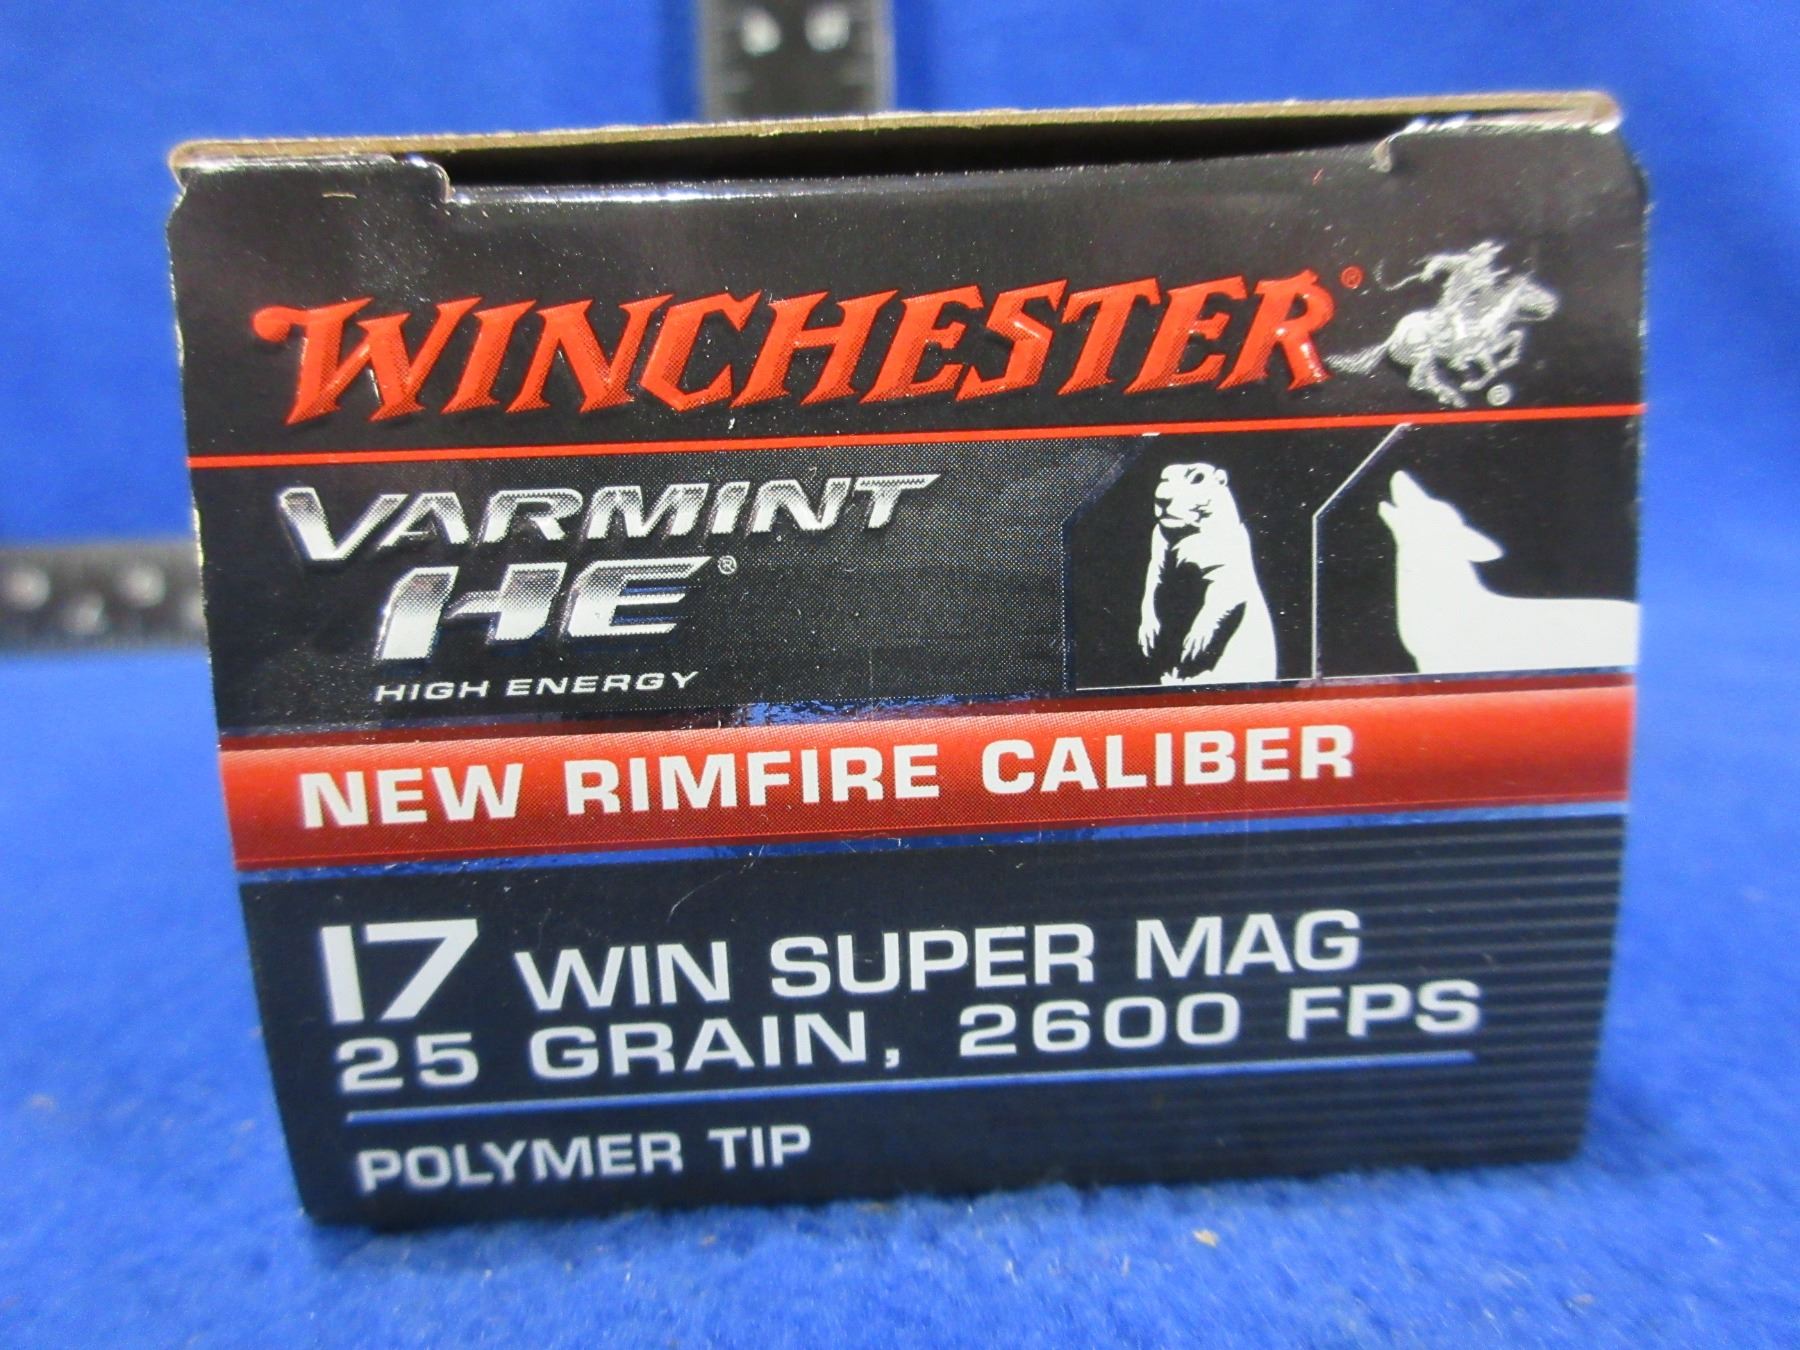 WINCHESTER®
VARMINT
HE®
HIGH ENERGY
NEW RIMFIRE CALIBER
17 WIN SUPER MAG
25 GRAIN, 2600 FPS
POLYMER TIP